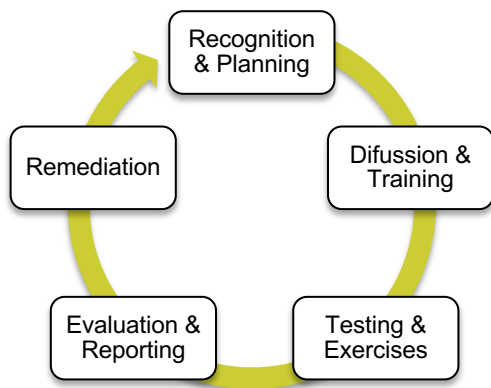 Recognition
& Planning
Difussion &
Training
Testing &
Exercises
Evaluation &
Reporting
Remediation